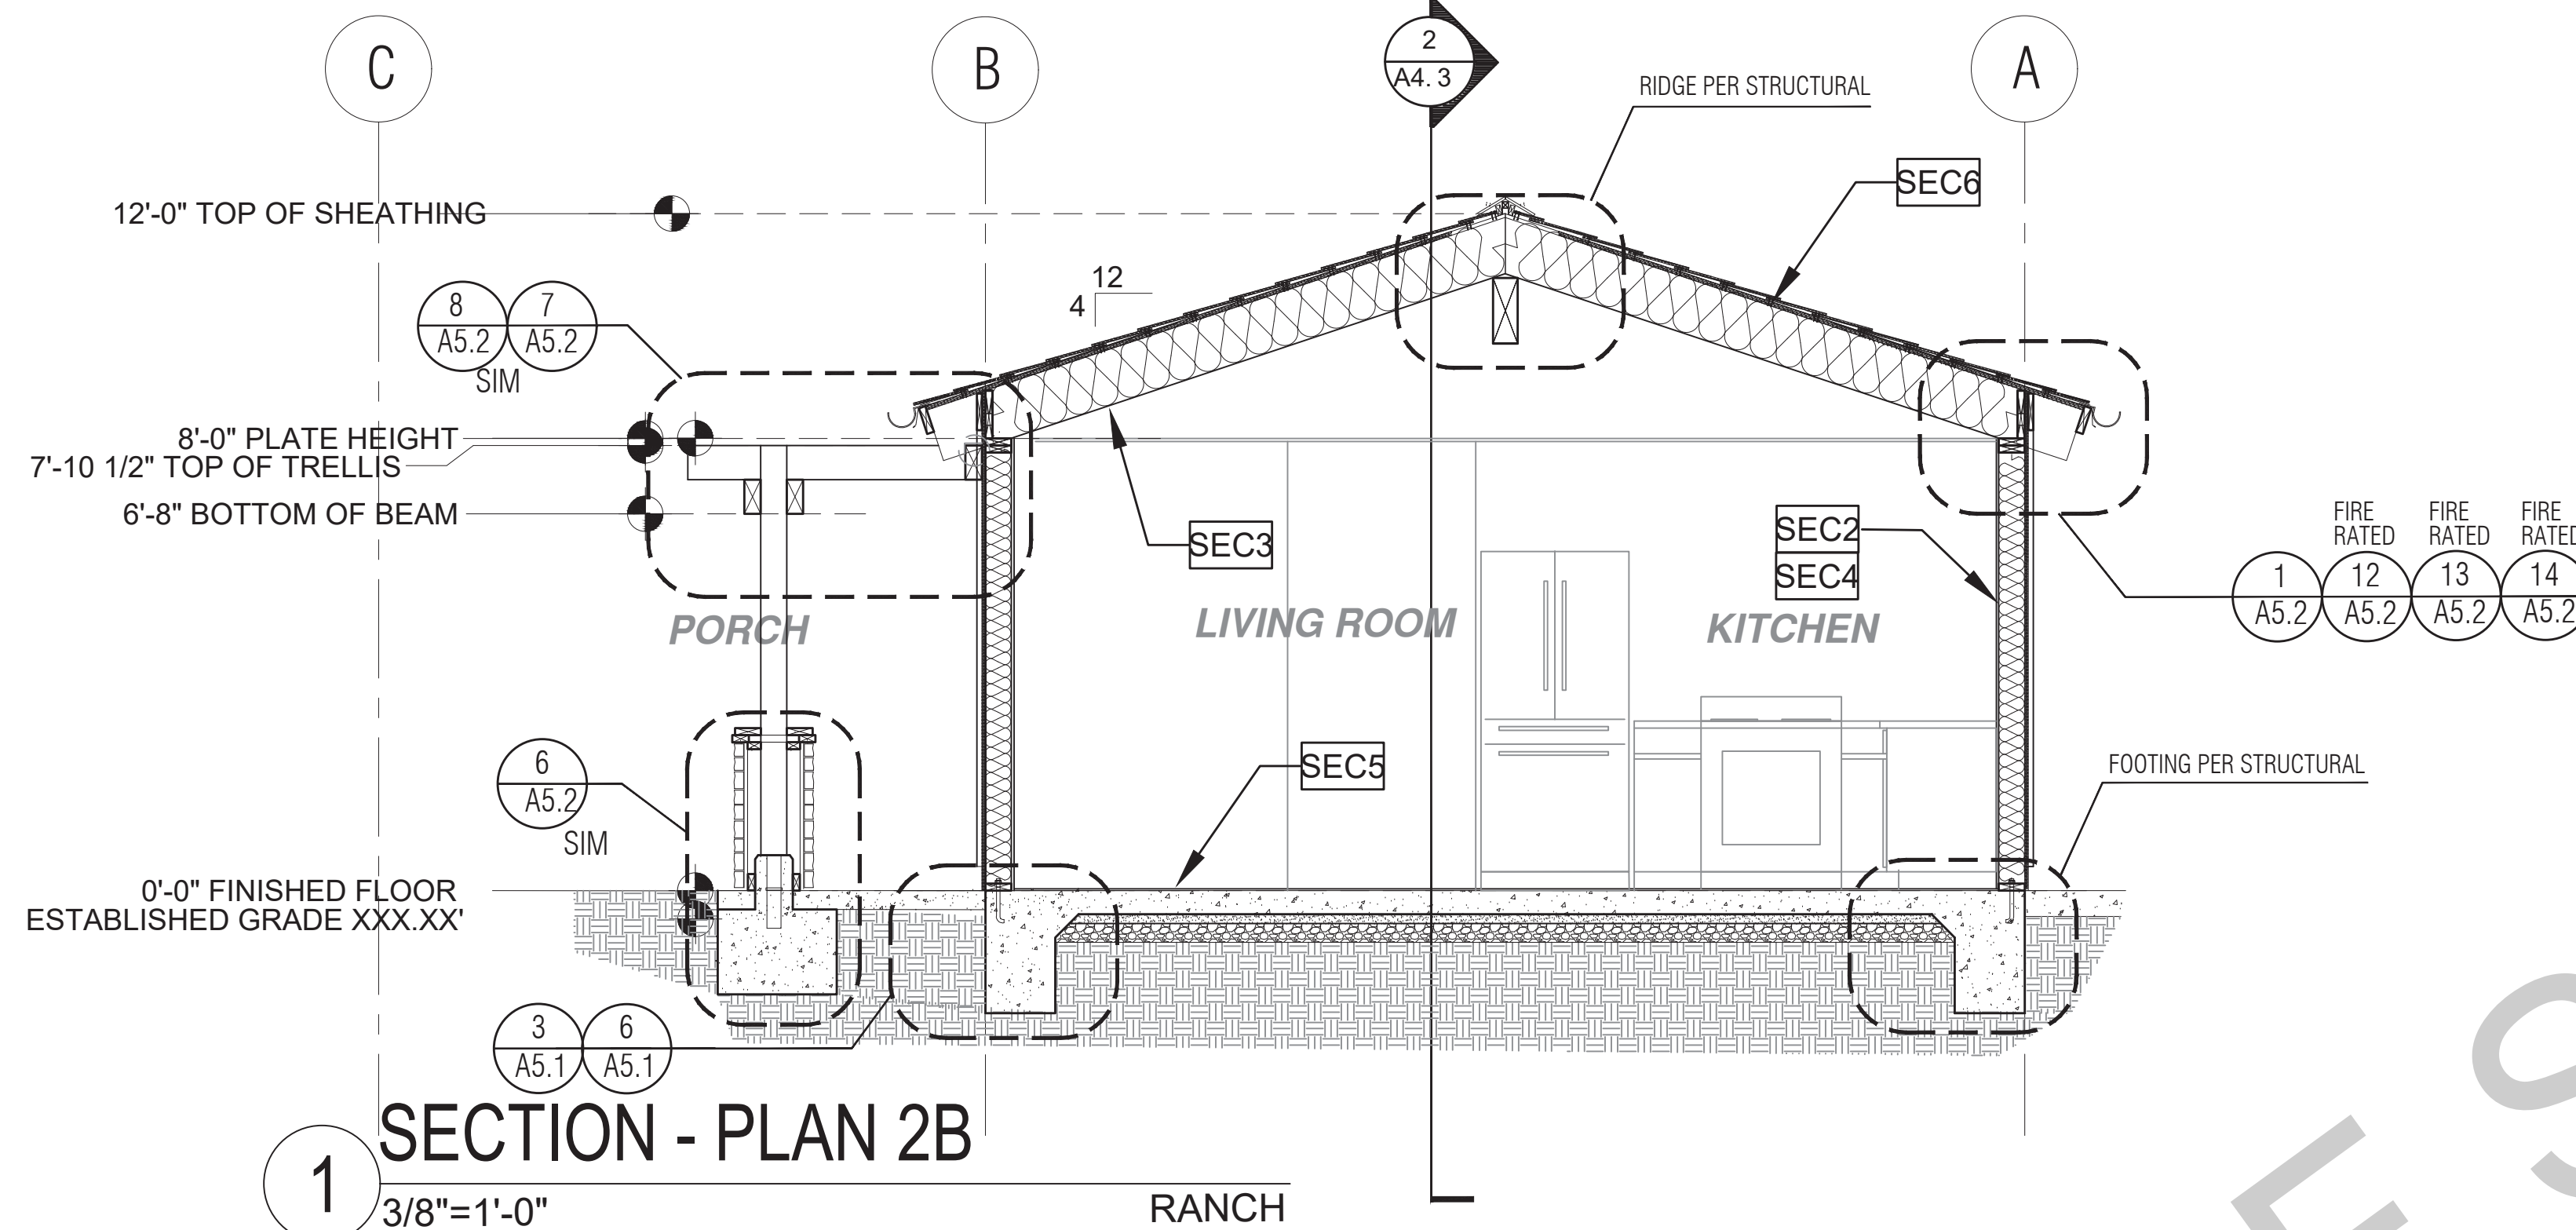 C
B
2
A4. 3
A
RIDGE PER STRUCTURAL
SEC6
12'-0" TOP OF SHEATHING
12
4
8
A5.2
7
A5.2
SIM
8'-0" PLATE HEIGHT
7'-10 1/2" TOP OF TRELLIS
6'-8" BOTTOM OF BEAM
SEC3
SEC2
SEC4
FIRE
RATED
FIRE
RATED
FIRE
RATED
1
A5.2
12
A5.2
13
A5.2
14
A5.2
PORCH
LIVING ROOM
KITCHEN
6
A5.2
SIM
SEC5
FOOTING PER STRUCTURAL
0'-0" FINISHED FLOOR
ESTABLISHED GRADE XXX.XX'
3
A5.1
6
A5.1
1
SECTION - PLAN 2B
3/8"=1'-0"
RANCH